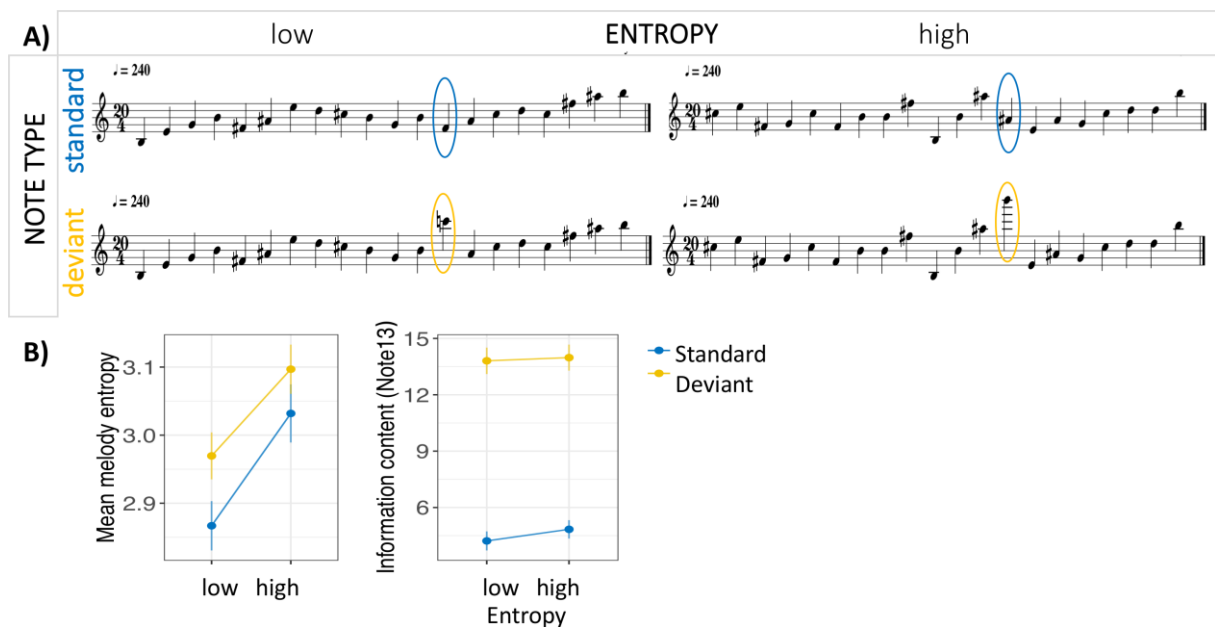 A)
low ENTROPY high
NOTE TYPE
standard
♩ = 240
20
4
♩ = 240
20
4
deviant
♩ = 240
20
4
♩ = 240
20
4
B)
Mean melody entropy
3.1
3.0
2.9
low high
Information content (Note13)
15
12
9
6
low high
Entropy
Standard
Deviant